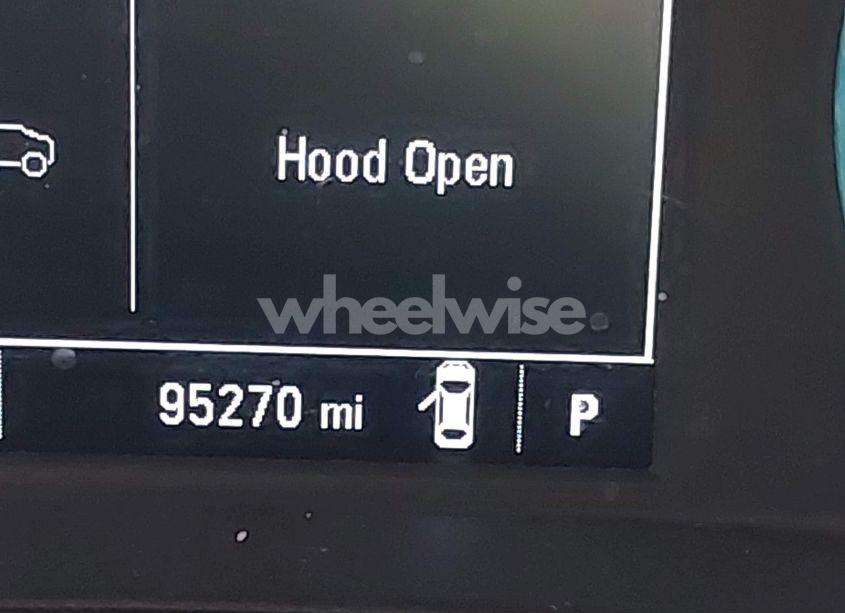 Hood Open
wheelwise
95270 mi
P